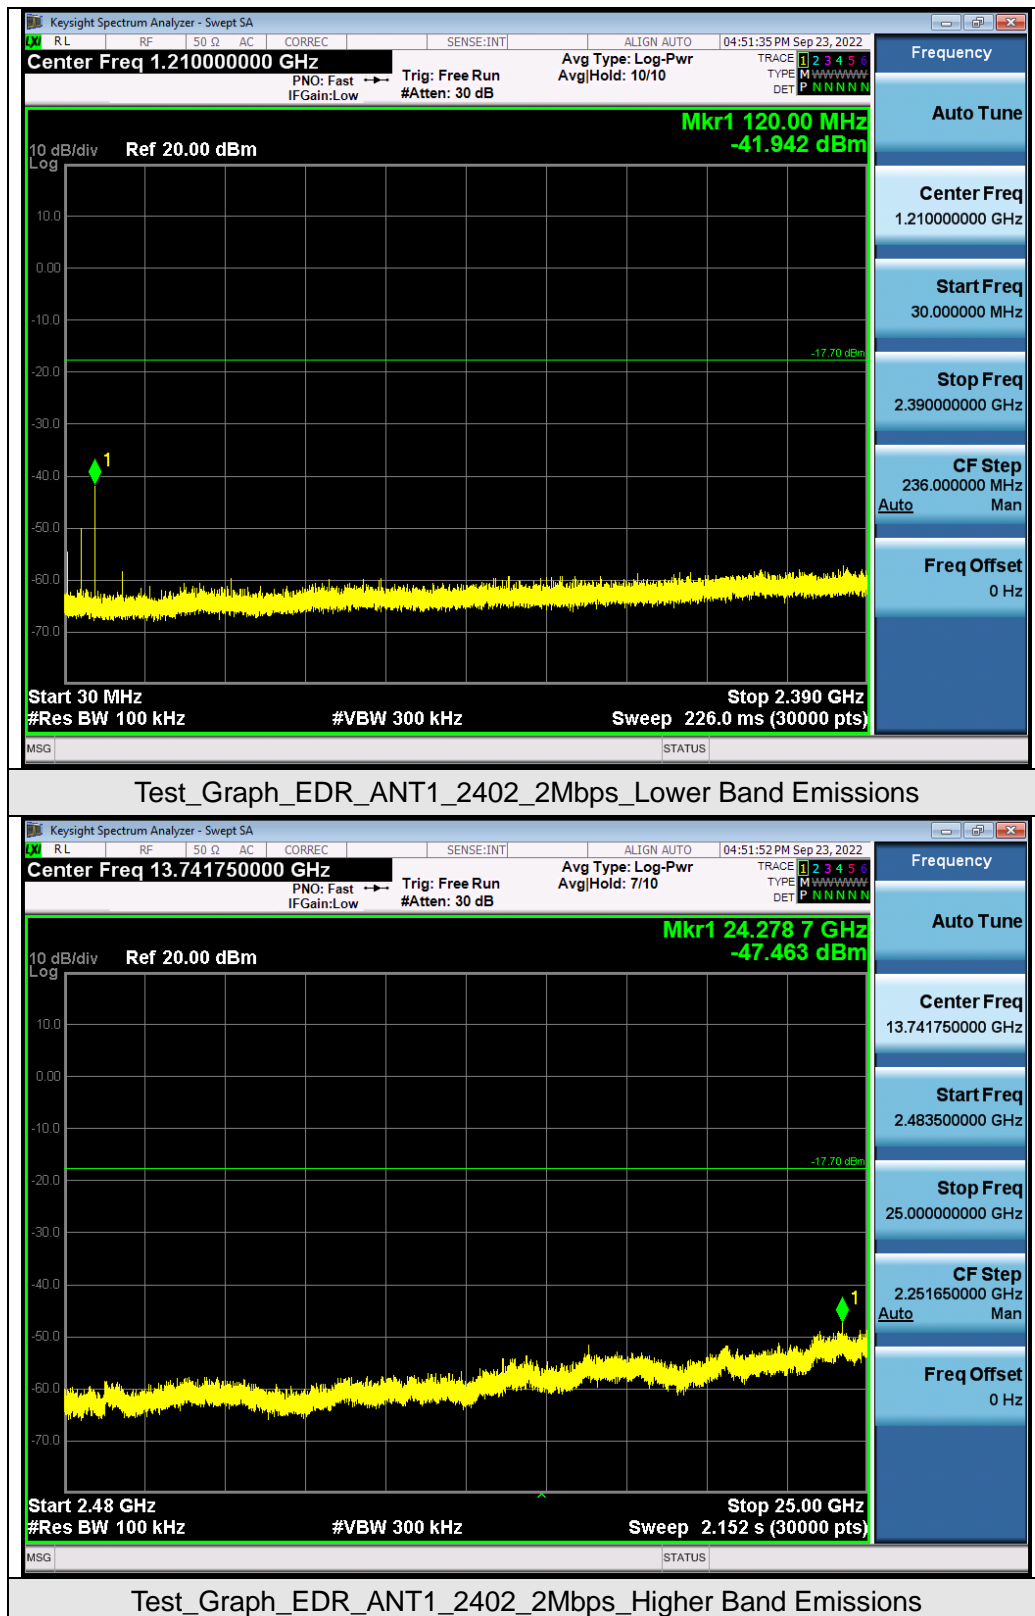 Keysight Spectrum Analyzer - Swept SA
LXI RL RF 50 Ω AC CORREC SENSE:INT ALIGN AUTO 04:51:35 PM Sep 23, 2022
Center Freq 1.210000000 GHz
PNO: Fast
IFGain:Low
Trig: Free Run
#Atten: 30 dB
Avg Type: Log-Pwr
Avg|Hold: 10/10
TRACE 1 2 3 4 5 6
TYPE M WWWWW
DET P N N N N N
Mkr1 120.00 MHz
-41.942 dBm
10 dB/div Ref 20.00 dBm
Log
10.0
0.00
-10.0
-17.70 dBm
-20.0
-30.0
1
-40.0
-50.0
-60.0
-70.0
Start 30 MHz Stop 2.390 GHz
#Res BW 100 kHz #VBW 300 kHz Sweep 226.0 ms (30000 pts)
MSG STATUS
Frequency
Auto Tune
Center Freq
1.210000000 GHz
Start Freq
30.000000 MHz
Stop Freq
2.390000000 GHz
CF Step
236.000000 MHz
Auto Man
Freq Offset
0 Hz
Test_Graph_EDR_ANT1_2402_2Mbps_Lower Band Emissions
Keysight Spectrum Analyzer - Swept SA
LXI RL RF 50 Ω AC CORREC SENSE:INT ALIGN AUTO 04:51:52 PM Sep 23, 2022
Center Freq 13.741750000 GHz
PNO: Fast
IFGain:Low
Trig: Free Run
#Atten: 30 dB
Avg Type: Log-Pwr
Avg|Hold: 7/10
TRACE 1 2 3 4 5 6
TYPE M WWWWW
DET P N N N N N
Mkr1 24.278 7 GHz
-47.463 dBm
10 dB/div Ref 20.00 dBm
Log
10.0
0.00
-10.0
-17.70 dBm
-20.0
-30.0
-40.0
1
-50.0
-60.0
-70.0
Start 2.48 GHz Stop 25.00 GHz
#Res BW 100 kHz #VBW 300 kHz Sweep 2.152 s (30000 pts)
MSG STATUS
Frequency
Auto Tune
Center Freq
13.741750000 GHz
Start Freq
2.483500000 GHz
Stop Freq
25.000000000 GHz
CF Step
2.251650000 GHz
Auto Man
Freq Offset
0 Hz
Test_Graph_EDR_ANT1_2402_2Mbps_Higher Band Emissions